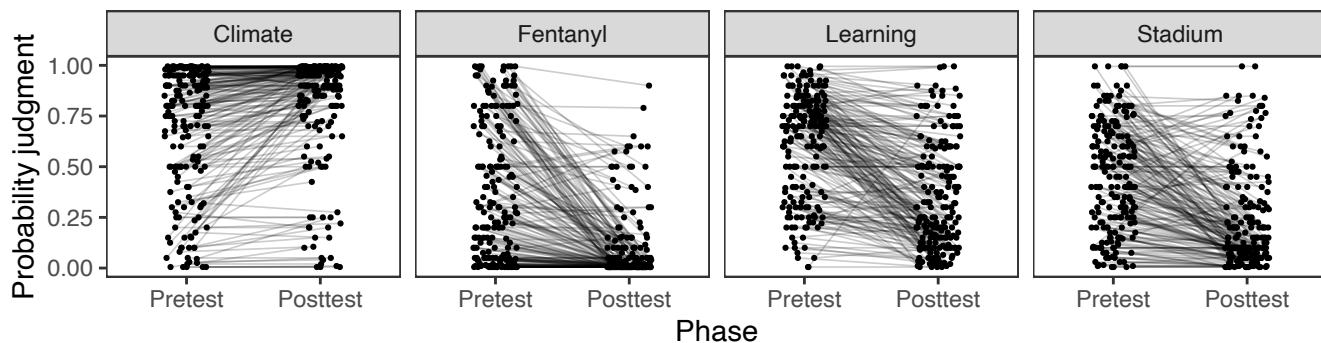 Climate Fentanyl Learning Stadium
Probability judgment
1.00
0.75
0.50
0.25
0.00
Pretest Posttest Pretest Posttest Pretest Posttest Pretest Posttest
Phase